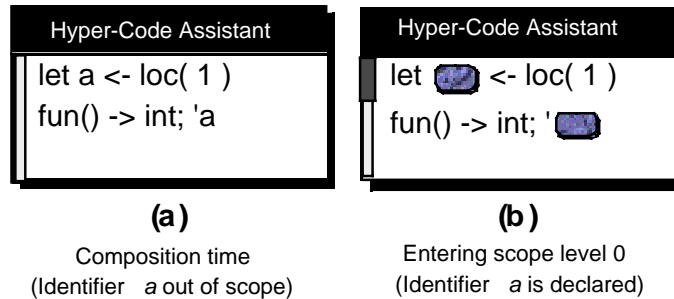 Hyper-Code Assistant
let a <- loc( 1 )
fun() -> int; 'a
(a)
Composition time
(Identifier a out of scope)
Hyper-Code Assistant
let <- loc( 1 )
fun() -> int; '
(b)
Entering scope level 0
(Identifier a is declared)